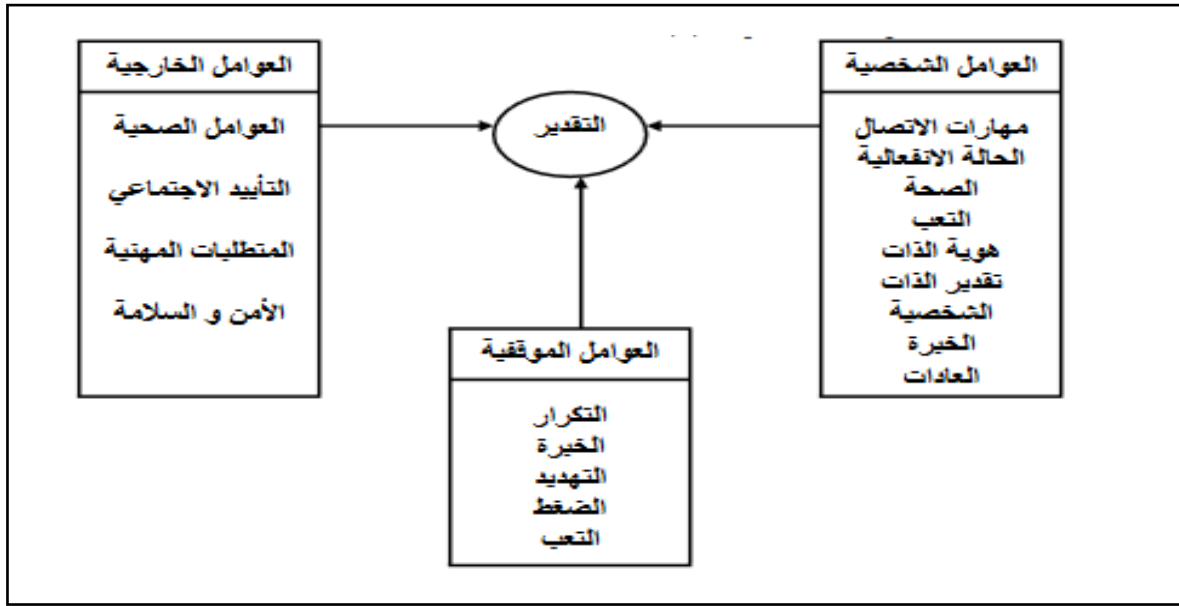 العوامل الشخصية
مهارات الاتصال
الحالة الانفعالية
الصحة
التعب
هوية الذات
تقدير الذات
الشخصية
الخبرة
العادات
التقدير
العوامل الخارجية
العوامل الصحية
التأييد الاجتماعي
المتطلبات المهنية
الأمن و السلامة
العوامل الموقفية
التكرار
الخبرة
التهديد
الضغط
التعب